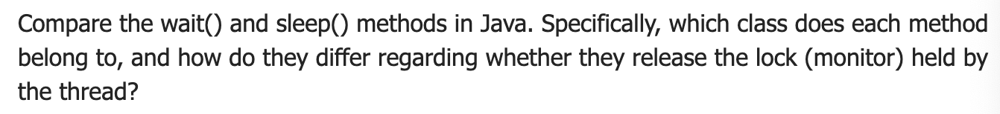 Compare the wait() and sleep() methods in Java. Specifically, which class does each method
belong to, and how do they differ regarding whether they release the lock (monitor) held by
the thread?